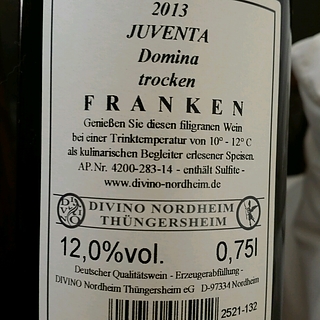 2013
JUVENTA
Domina
trocken
FRANKEN
Genießen Sie diesen filigranen Wein
bei einer Trinktemperatur von 10° - 12° C
als kulinarischen Begleiter erlesener Speisen.
AP.Nr. 4200-283-14 - enthält Sulfite -
www.divino-nordheim.de
DIVINO NORDHEIM
THÜNGERSHEIM
12,0%vol. 0,75l
Deutscher Qualitätswein - Erzeugerabfüllung -
DIVINO Nordheim Thüngersheim eG D-97334 Nordheim
2521-132